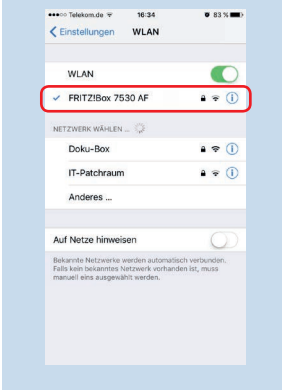 Telekom.de 16:34 83 %
Einstellungen WLAN
WLAN
FRITZ!Box 7530 AF
NETZWERK WÄHLEN ...
Doku-Box
IT-Patchraum
Anderes ...
Auf Netze hinweisen
Bekannte Netzwerke werden automatisch verbunden.
Falls kein bekanntes Netzwerk vorhanden ist, muss
manuell eins ausgewählt werden.